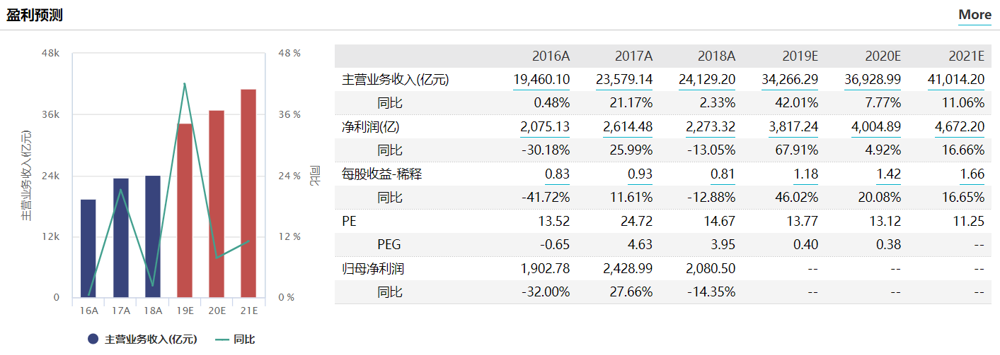 盈利预测 More
48k 48 %
36k 36 %
24k 24 %
12k 12 %
0 0 %
主营业务收入(亿元)
同比
16A 17A 18A 19E 20E 21E
主营业务收入(亿元) 同比
2016A 2017A 2018A 2019E 2020E 2021E
主营业务收入(亿元) 19,460.10 23,579.14 24,129.20 34,266.29 36,928.99 41,014.20
同比 0.48% 21.17% 2.33% 42.01% 7.77% 11.06%
净利润(亿) 2,075.13 2,614.48 2,273.32 3,817.24 4,004.89 4,672.20
同比 -30.18% 25.99% -13.05% 67.91% 4.92% 16.66%
每股收益-稀释 0.83 0.93 0.81 1.18 1.42 1.66
同比 -41.72% 11.61% -12.88% 46.02% 20.08% 16.65%
PE 13.52 24.72 14.67 13.77 13.12 11.25
PEG -0.65 4.63 3.95 0.40 0.38 --
归母净利润 1,902.78 2,428.99 2,080.50 -- -- --
同比 -32.00% 27.66% -14.35% -- -- --